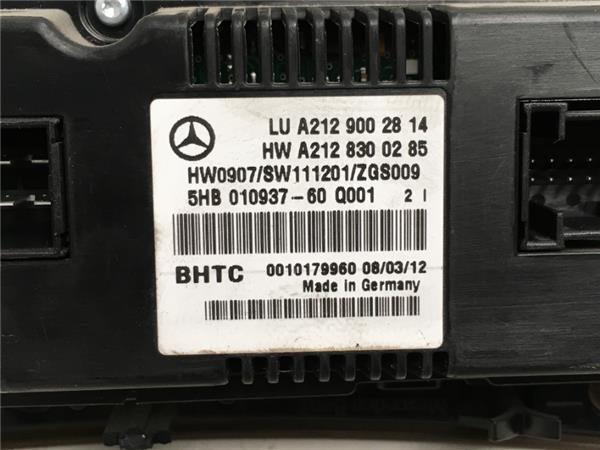 LU A212 900 28 14
HW A212 830 02 85
HW0907/SW111201/ZGS009
5HB 010937-60 Q001 2 I
BHTC 0010179960 08/03/12
Made in Germany